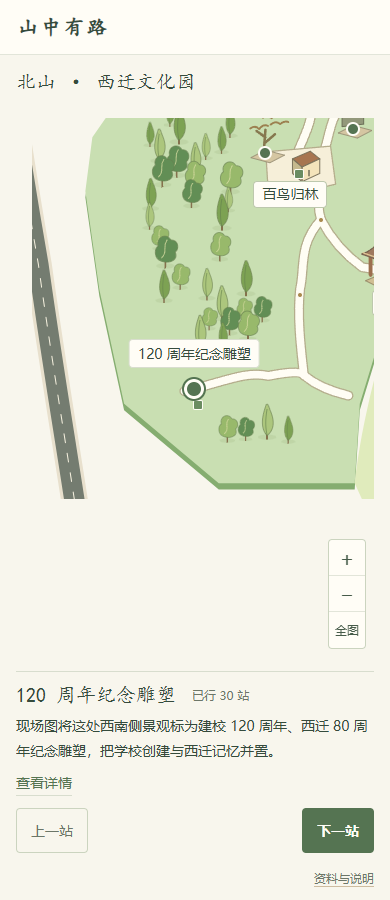 山中有路
北山 • 西迁文化园
百鸟归林
120 周年纪念雕塑
+
−
全图
120 周年纪念雕塑 已行 30 站
现场图将这处西南侧景观标为建校 120 周年、西迁 80 周
年纪念雕塑，把学校创建与西迁记忆并置。
查看详情
上一站 下一站
资料与说明